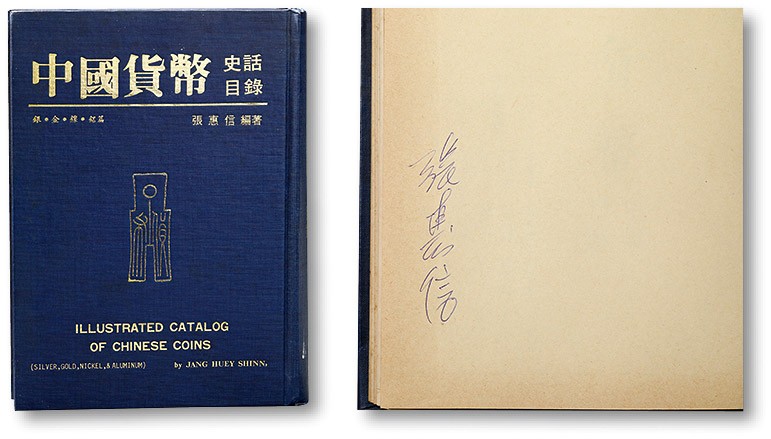 中國貨幣 史話
目錄
銀•金•鎳•鋁篇 張惠信編著
ILLUSTRATED CATALOG
OF CHINESE COINS
(SILVER,GOLD,NICKEL,& ALUMINUM) by JANG HUEY SHINN,
張惠信